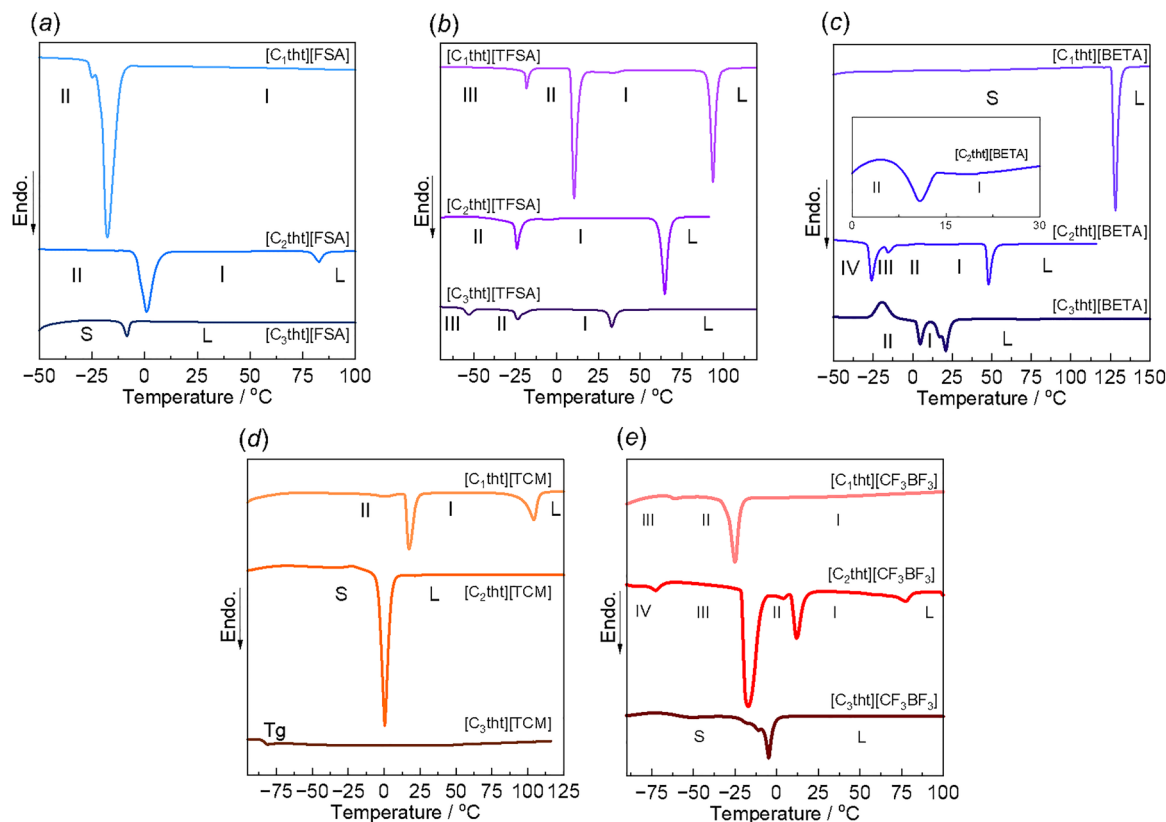 (a)
[C₁tht][FSA]
II I
[C₂tht][FSA]
II I L
S L [C₃tht][FSA]
Endo.
−50 −25 0 25 50 75 100
Temperature / °C
(b)
[C₁tht][TFSA]
III II I L
[C₂tht][TFSA]
II I L
[C₃tht][TFSA]
III II I L
Endo.
−50 −25 0 25 50 75 100
Temperature / °C
(c)
[C₁tht][BETA]
S L
[C₂tht][BETA]
II I
0 15 30
[C₂tht][BETA]
IV III II I L
[C₃tht][BETA]
II I L
Endo.
−50 −25 0 25 50 75 100 125 150
Temperature / °C
(d)
[C₁tht][TCM]
II I L
S L [C₂tht][TCM]
Tg [C₃tht][TCM]
Endo.
−75 −50 −25 0 25 50 75 100 125
Temperature / °C
(e)
[C₁tht][CF₃BF₃]
III II I
[C₂tht][CF₃BF₃]
IV III II I L
[C₃tht][CF₃BF₃]
S L
Endo.
−75 −50 −25 0 25 50 75 100
Temperature / °C